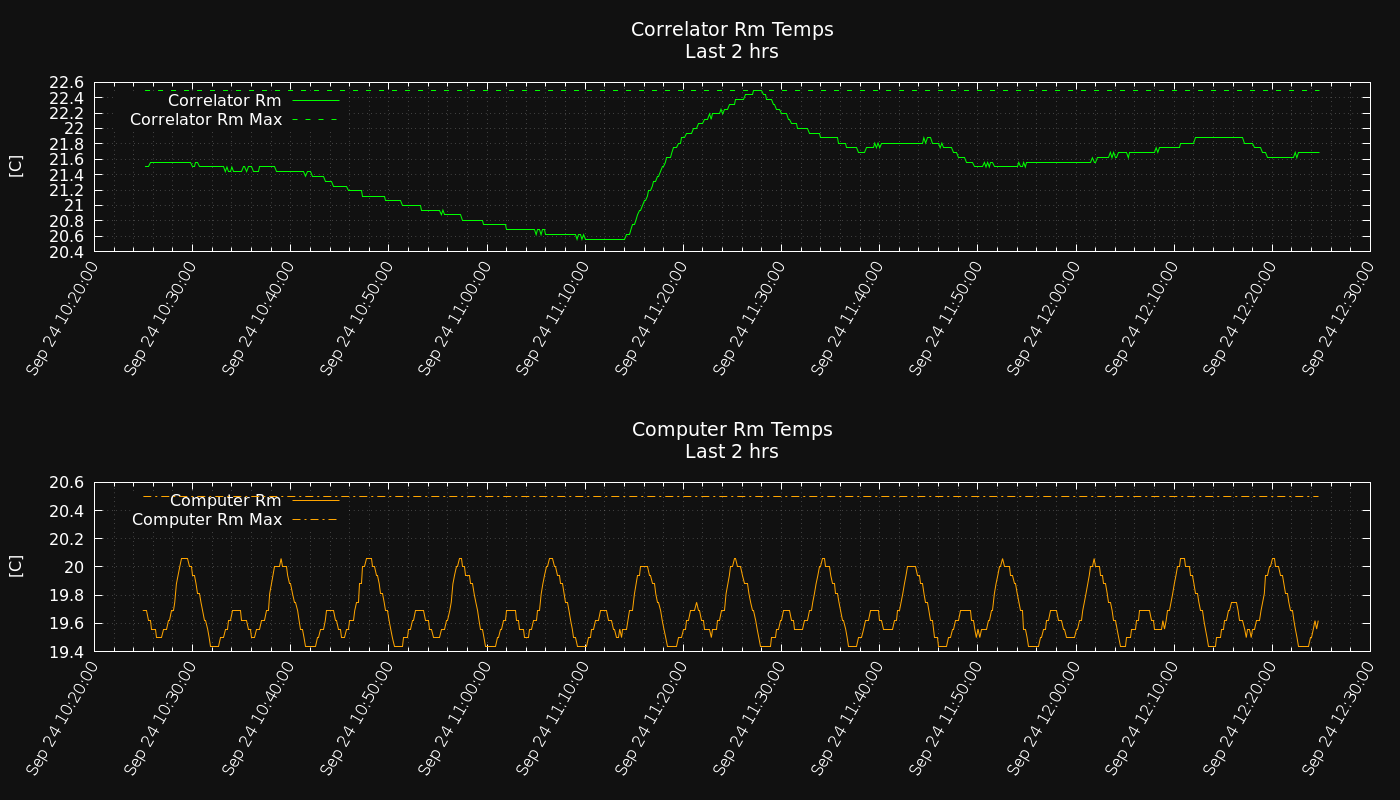 Correlator Rm Temps
Last 2 hrs
22.6
22.4
22.2
22
21.8
21.6
21.4
21.2
21
20.8
20.6
20.4
[C]
Correlator Rm
Correlator Rm Max
Sep 24 10:20:00
Sep 24 10:30:00
Sep 24 10:40:00
Sep 24 10:50:00
Sep 24 11:00:00
Sep 24 11:10:00
Sep 24 11:20:00
Sep 24 11:30:00
Sep 24 11:40:00
Sep 24 11:50:00
Sep 24 12:00:00
Sep 24 12:10:00
Sep 24 12:20:00
Sep 24 12:30:00
Computer Rm Temps
Last 2 hrs
20.6
20.4
20.2
20
19.8
19.6
19.4
[C]
Computer Rm
Computer Rm Max
Sep 24 10:20:00
Sep 24 10:30:00
Sep 24 10:40:00
Sep 24 10:50:00
Sep 24 11:00:00
Sep 24 11:10:00
Sep 24 11:20:00
Sep 24 11:30:00
Sep 24 11:40:00
Sep 24 11:50:00
Sep 24 12:00:00
Sep 24 12:10:00
Sep 24 12:20:00
Sep 24 12:30:00